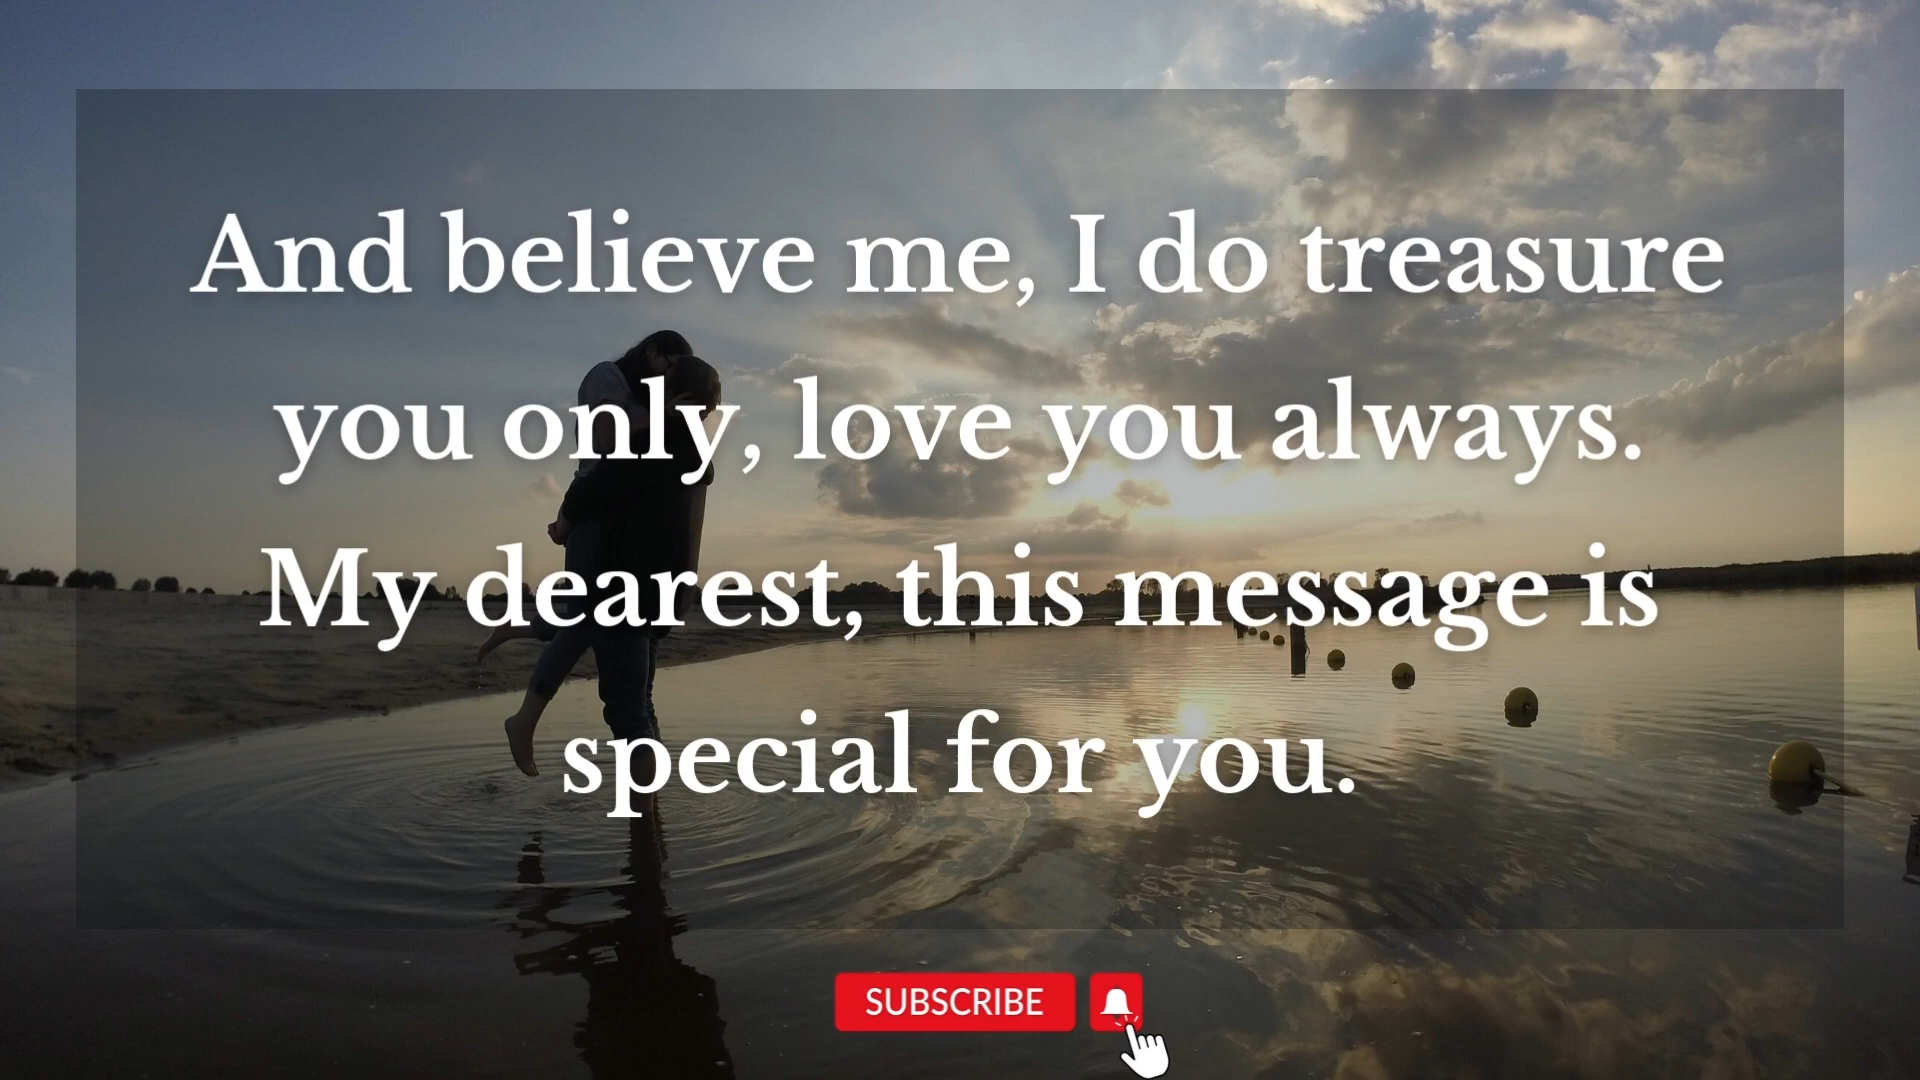 And believe me, I do treasure
you only, love you always.
My dearest, this message is
special for you.
SUBSCRIBE